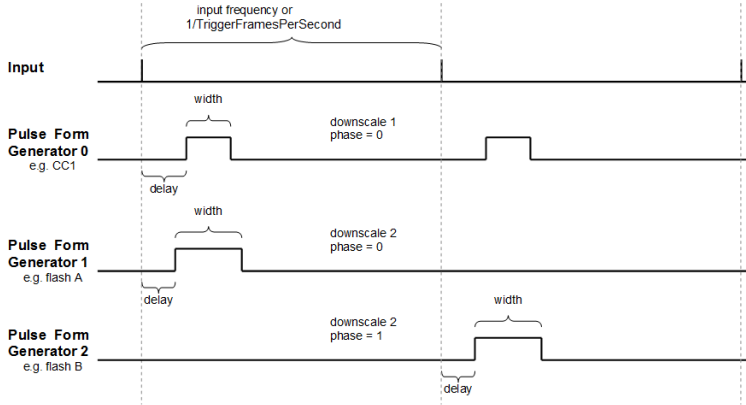 input frequency or
1/TriggerFramesPerSecond
Input
width
downscale 1
phase = 0
Pulse Form
Generator 0
e.g. CC1
delay
width
downscale 2
phase = 0
Pulse Form
Generator 1
e.g. flash A
delay
width
downscale 2
phase = 1
Pulse Form
Generator 2
e.g. flash B
delay